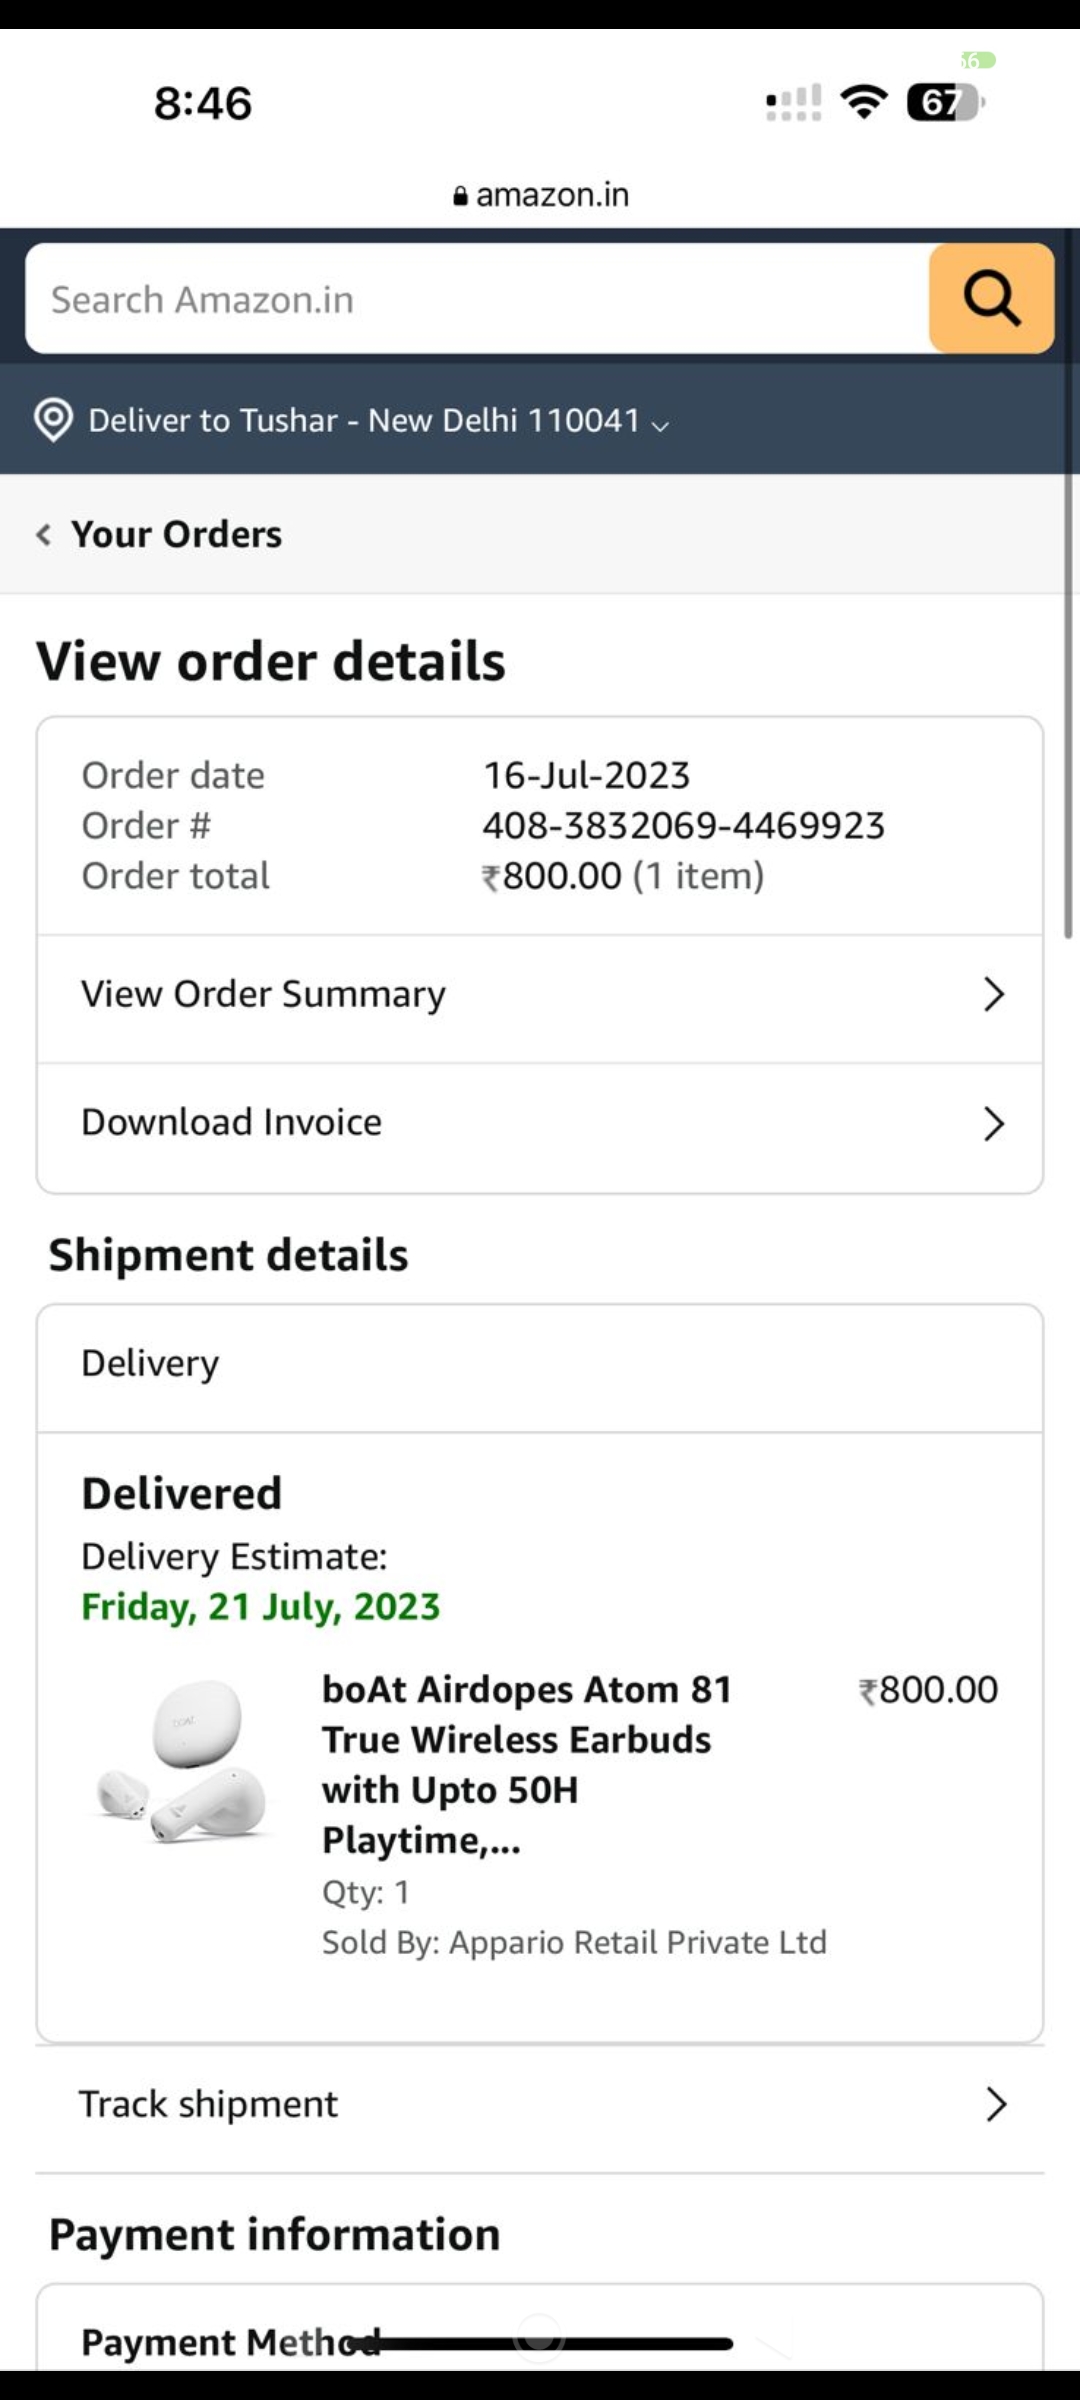 8:46
67
amazon.in
Search Amazon.in
Deliver to Tushar - New Delhi 110041
Your Orders
View order details
Order date 16-Jul-2023
Order # 408-3832069-4469923
Order total ₹800.00 (1 item)
View Order Summary
Download Invoice
Shipment details
Delivery
Delivered
Delivery Estimate:
Friday, 21 July, 2023
boAt Airdopes Atom 81 ₹800.00
True Wireless Earbuds
with Upto 50H
Playtime,...
Qty: 1
Sold By: Appario Retail Private Ltd
Track shipment
Payment information
Payment Method